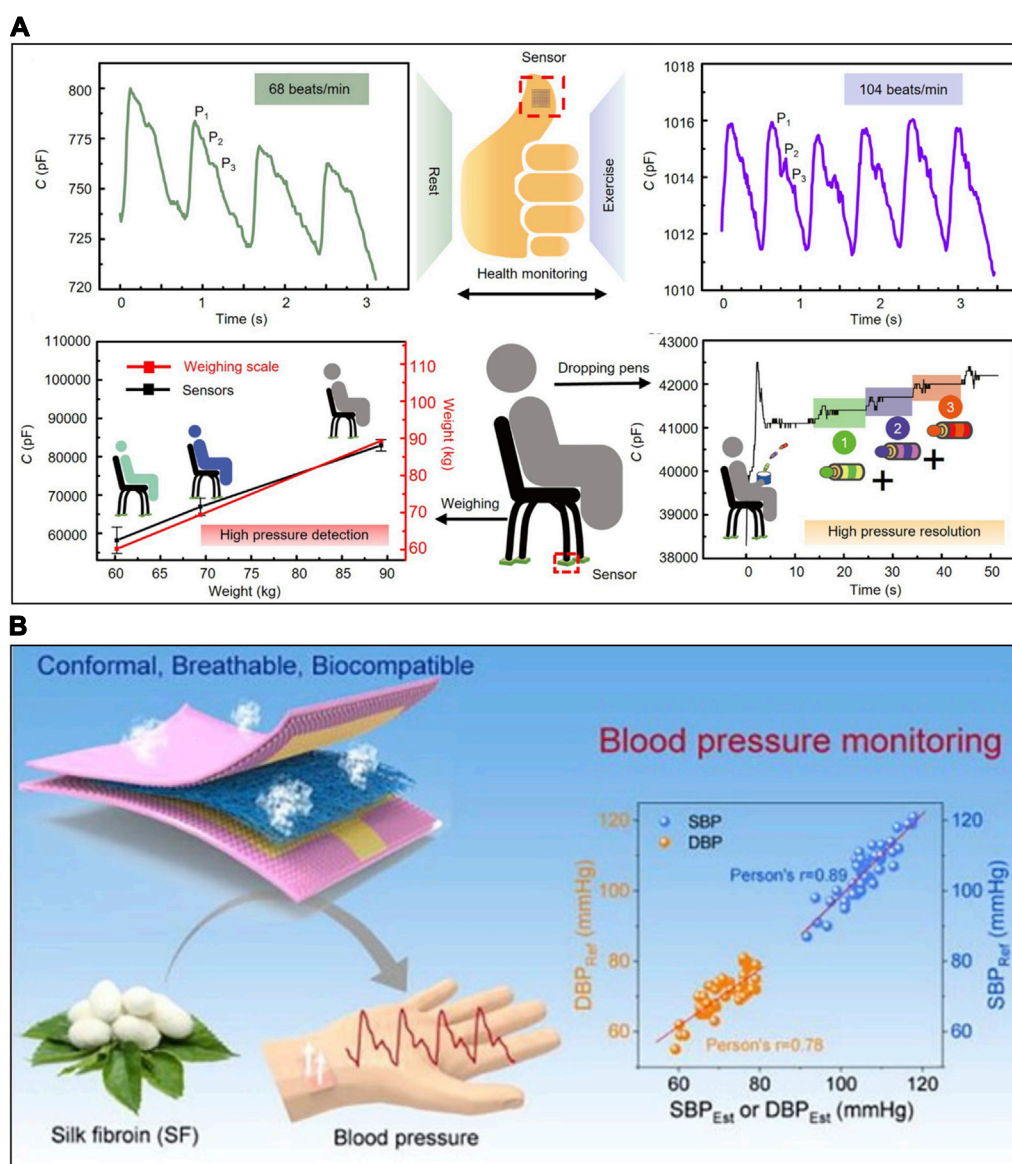 A
68 beats/min
800
775
750
725
720
C (pF)
P1
P2
P3
0
1
2
3
Time (s)
Sensor
Rest
Exercise
Health monitoring
104 beats/min
1018
1016
1014
1012
1010
C (pF)
P1
P2
P3
0
1
2
3
Time (s)
110000
100000
90000
80000
70000
60000
C (pF)
Weighing scale
Sensors
110
100
90
80
70
60
Weight (kg)
High pressure detection
60
65
70
75
80
85
90
Weight (kg)
Dropping pens
Weighing
Sensor
43000
42000
41000
40000
39000
38000
C (pF)
1
2
3
+
+
High pressure resolution
0
10
20
30
40
50
Time (s)
B
Conformal, Breathable, Biocompatible
Silk fibroin (SF)
Blood pressure
Blood pressure monitoring
SBP
DBP
Person's r=0.89
Person's r=0.78
120
100
80
60
DBPRef (mmHg)
120
100
80
60
SBPRef (mmHg)
60
80
100
120
SBPEst or DBPEst (mmHg)